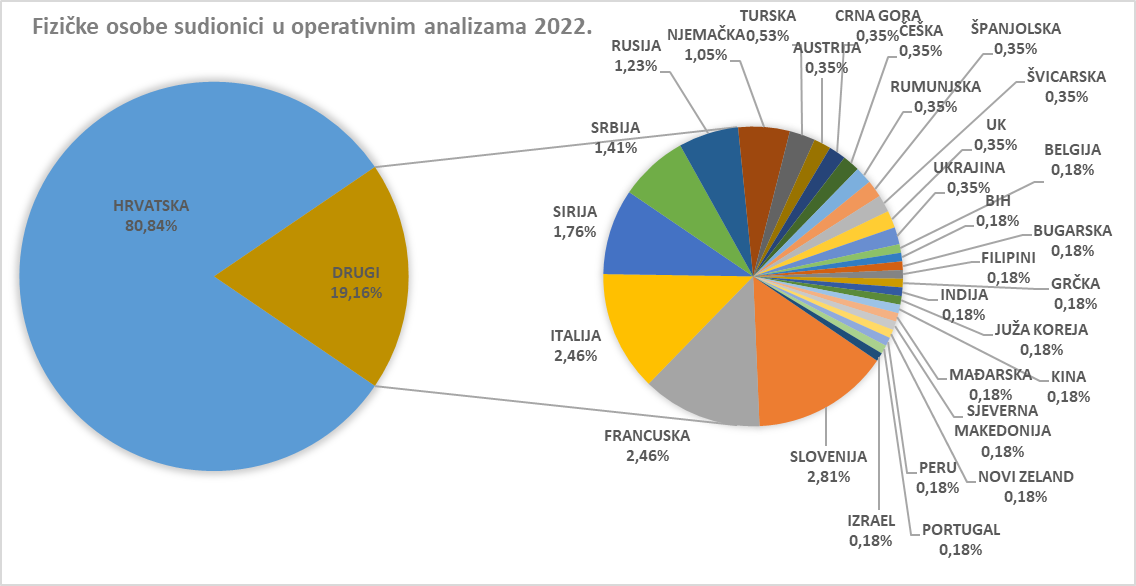 Fizičke osobe sudionici u operativnim analizama 2022.
HRVATSKA
80,84%
DRUGI
19,16%
RUSIJA
1,23%
NJEMAČKA
1,05%
TURSKA
0,53%
AUSTRIJA
0,35%
CRNA GORA
0,35%
ČEŠKA
0,35%
RUMUNJSKA
0,35%
ŠPANJOLSKA
0,35%
ŠVICARSKA
0,35%
UK
0,35%
UKRAJINA
0,35%
BELGIJA
0,18%
BIH
0,18%
BUGARSKA
0,18%
FILIPINI
0,18%
GRČKA
0,18%
INDIJA
0,18%
JUŽA KOREJA
0,18%
KINA
0,18%
MAĐARSKA
0,18%
SJEVERNA
MAKEDONIJA
0,18%
NOVI ZELAND
0,18%
PERU
0,18%
PORTUGAL
0,18%
IZRAEL
0,18%
SLOVENIJA
2,81%
FRANCUSKA
2,46%
ITALIJA
2,46%
SIRIJA
1,76%
SRBIJA
1,41%